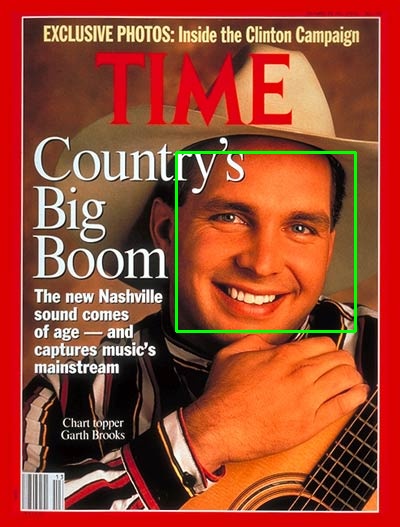 EXCLUSIVE PHOTOS: Inside the Clinton Campaign
TIME
Country's
Big
Boom
The new Nashville
sound comes
of age — and
captures music's
mainstream
Chart topper
Garth Brooks